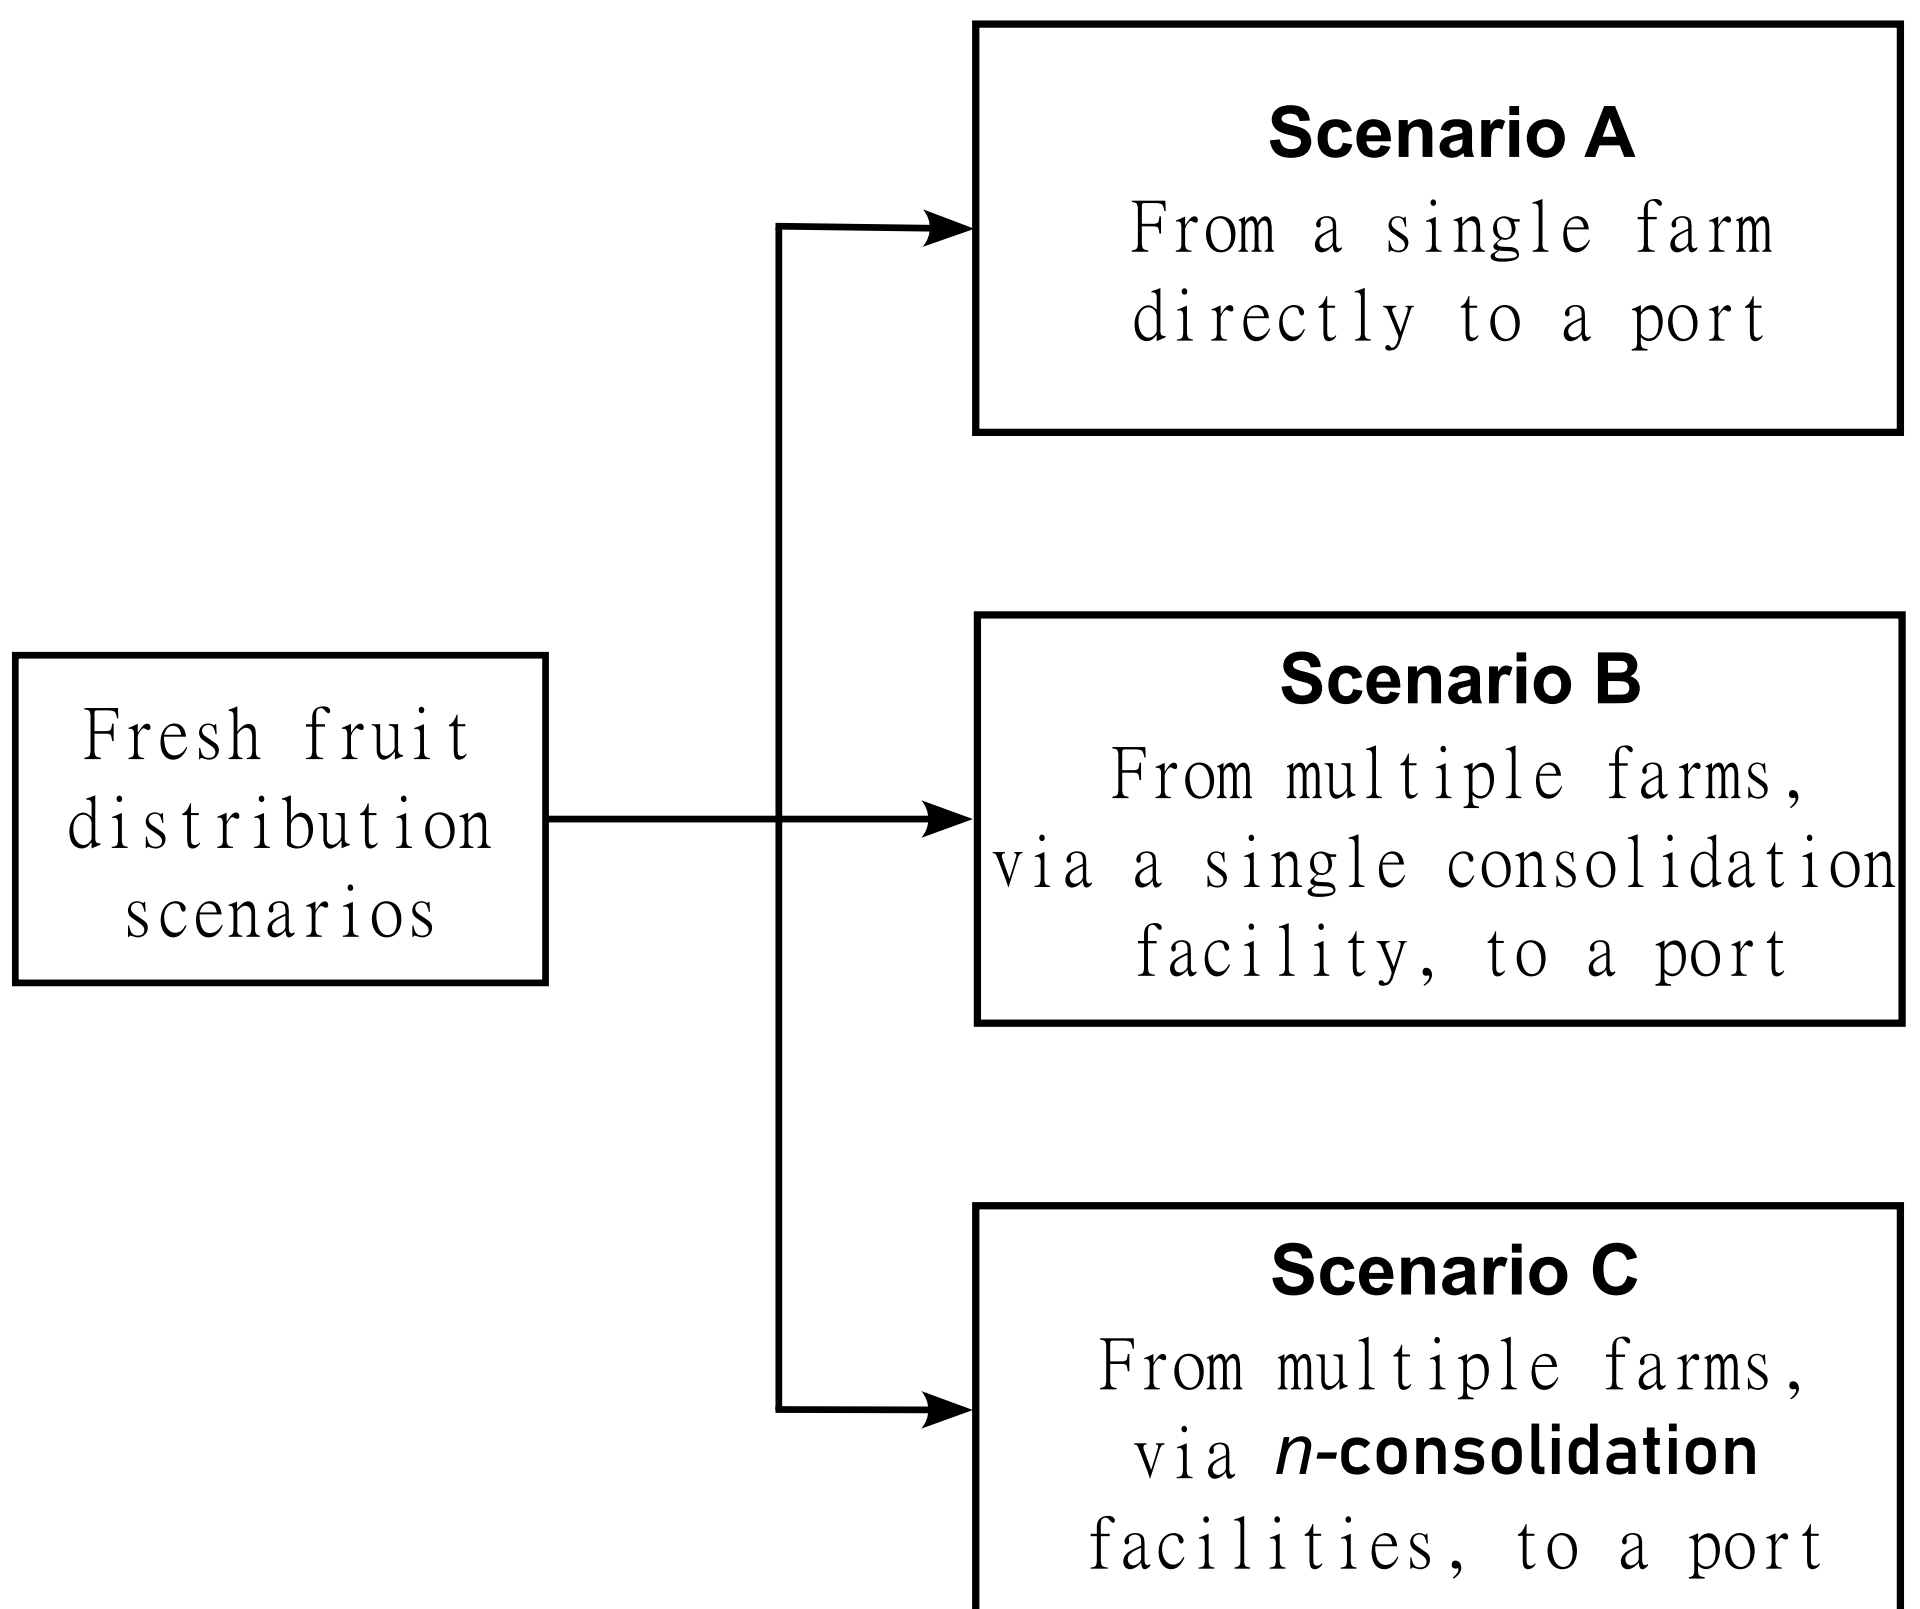 Scenario A
From a single farm
directly to a port
Fresh fruit
distribution
scenarios
Scenario B
From multiple farms,
via a single consolidation
facility, to a port
Scenario C
From multiple farms,
via n-consolidation
facilities, to a port